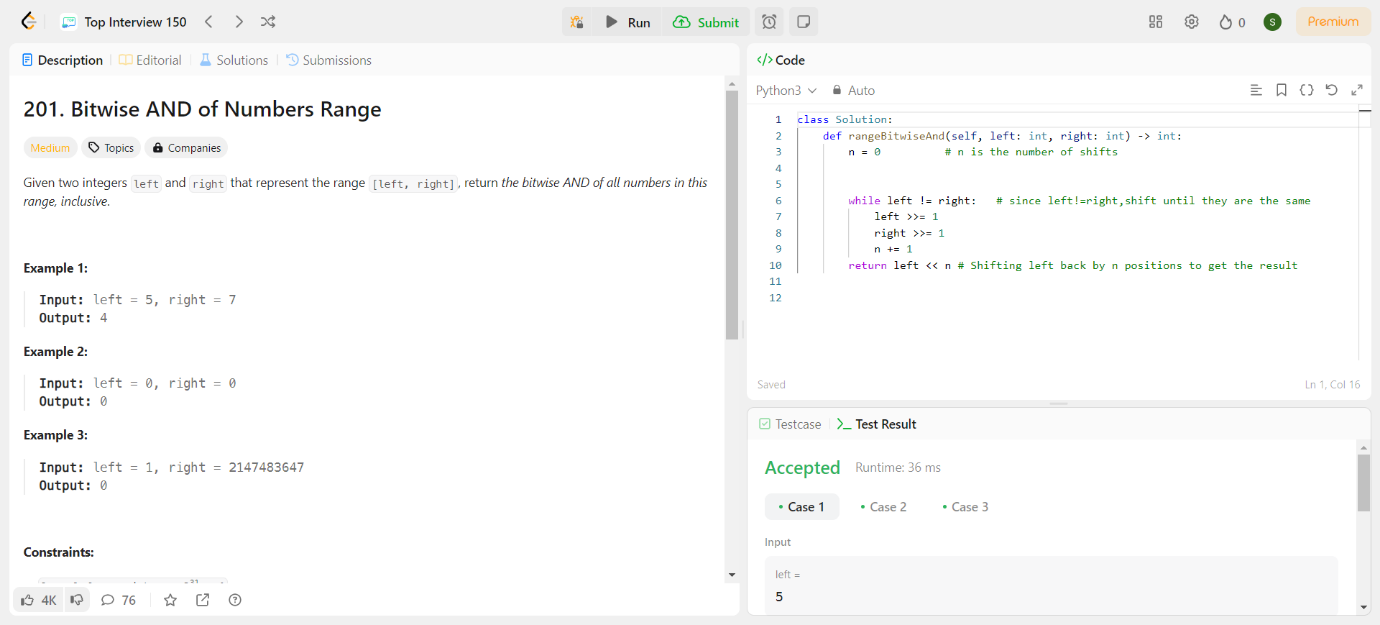 Top Interview 150
Run
Submit
0
S
Premium
Description
Editorial
Solutions
Submissions
201. Bitwise AND of Numbers Range
Medium
Topics
Companies
Given two integers left and right that represent the range [left, right], return the bitwise AND of all numbers in this
range, inclusive.
Example 1:
Input: left = 5, right = 7
Output: 4
Example 2:
Input: left = 0, right = 0
Output: 0
Example 3:
Input: left = 1, right = 2147483647
Output: 0
Constraints:
4K
76
</> Code
Python3
Auto
1 class Solution:
2 def rangeBitwiseAnd(self, left: int, right: int) -> int:
3 n = 0 # n is the number of shifts
4
5
6 while left != right: # since left!=right,shift until they are the same
7 left >>= 1
8 right >>= 1
9 n += 1
10 return left << n # Shifting left back by n positions to get the result
11
12
Saved
Ln 1, Col 16
Testcase
>_ Test Result
Accepted
Runtime: 36 ms
• Case 1
• Case 2
• Case 3
Input
left =
5